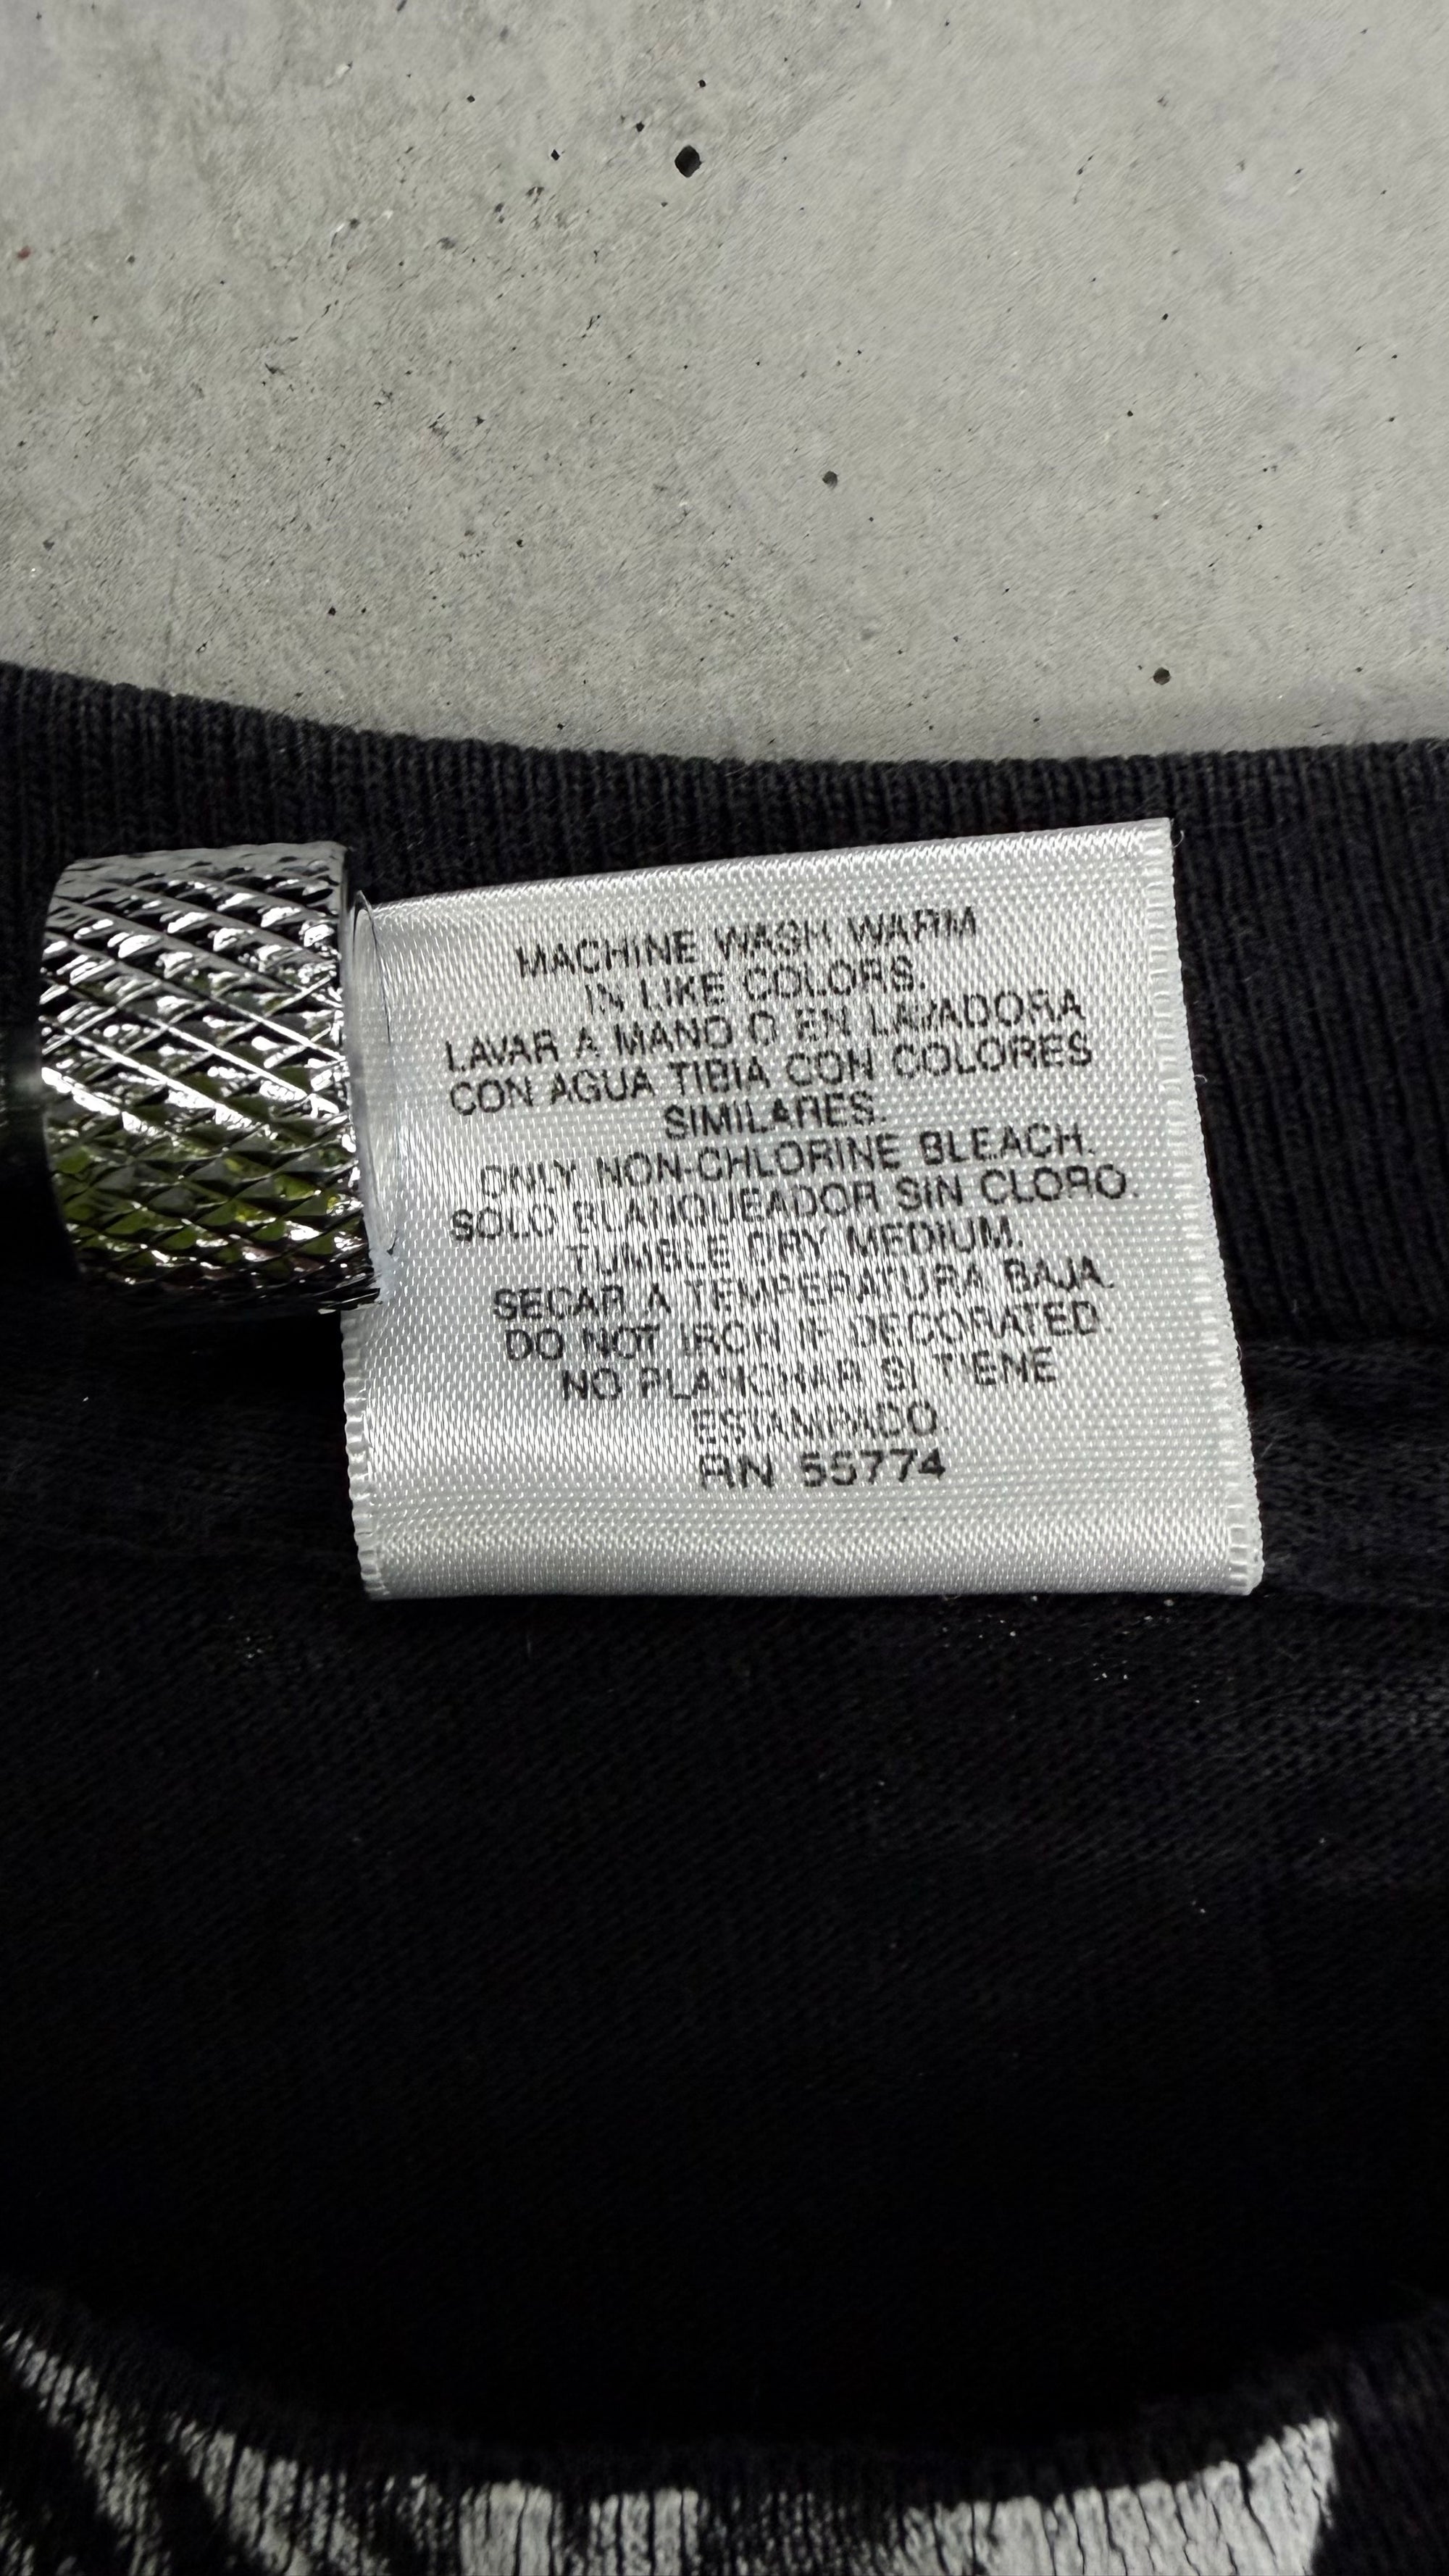 MACHINE WASH WARM
IN LIKE COLORS.
LAVAR A MANO O EN LAVADORA
CON AGUA TIBIA CON COLORES
SIMILARES.
ONLY NON-CHLORINE BLEACH.
SOLO BLANQUEADOR SIN CLORO.
TUMBLE DRY MEDIUM.
SECAR A TEMPERATURA BAJA.
DO NOT IRON IF DECORATED.
NO PLANCHAR SI TIENE
ESTAMPADO.
RN 55774